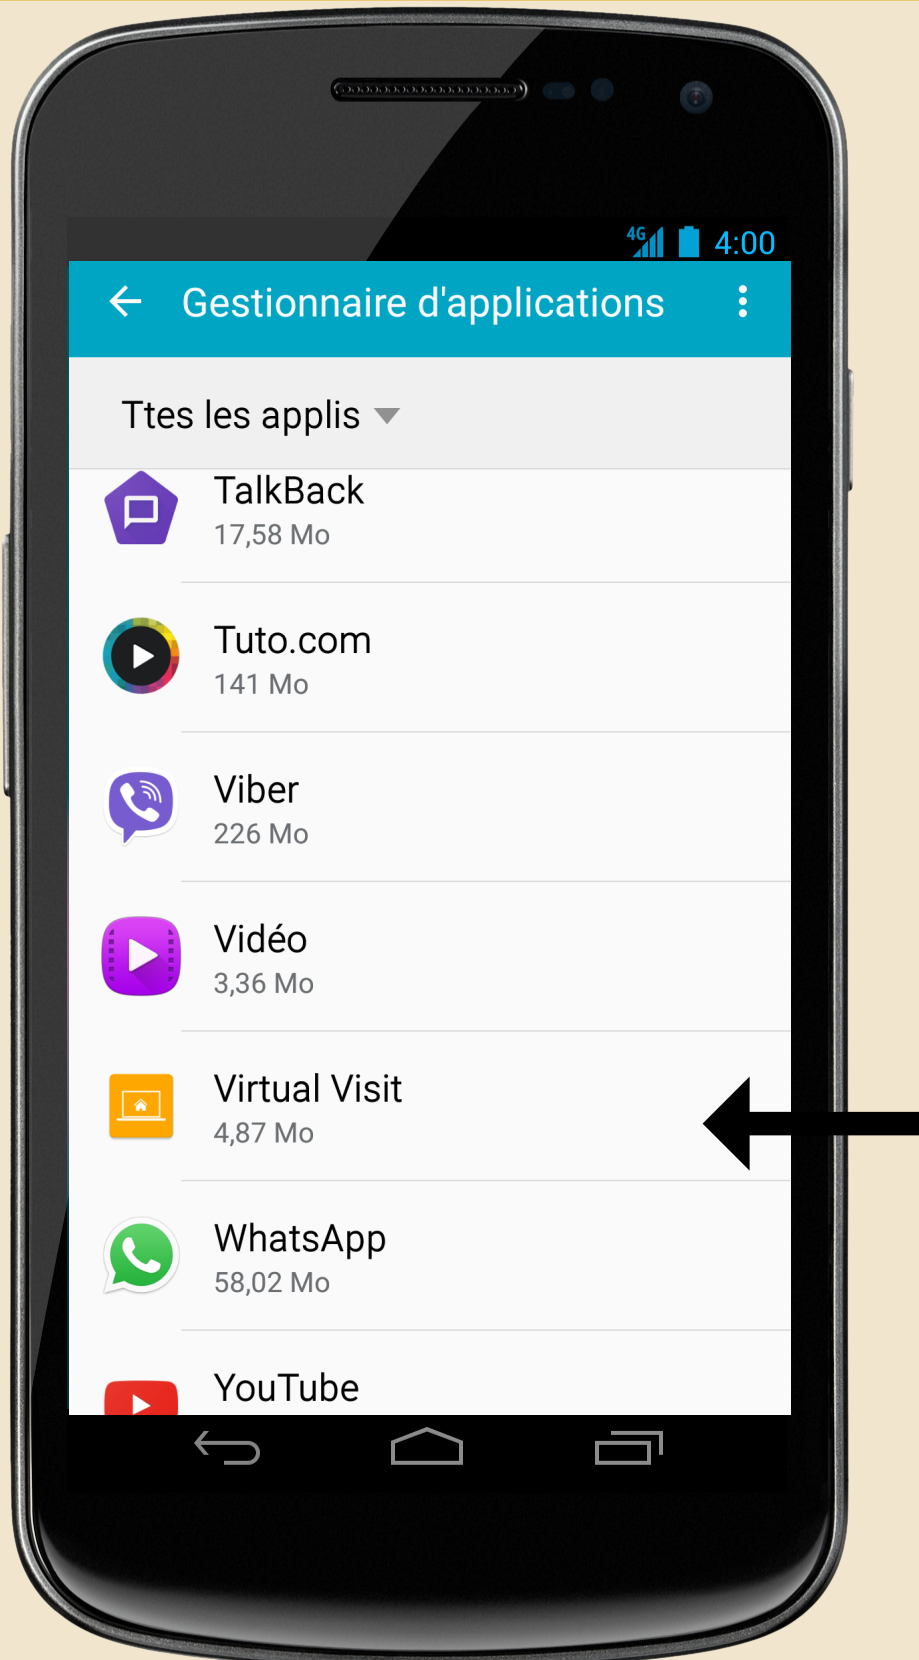 4G 4:00
Gestionnaire d'applications
Ttes les applis
TalkBack
17,58 Mo
Tuto.com
141 Mo
Viber
226 Mo
Vidéo
3,36 Mo
Virtual Visit
4,87 Mo
WhatsApp
58,02 Mo
YouTube